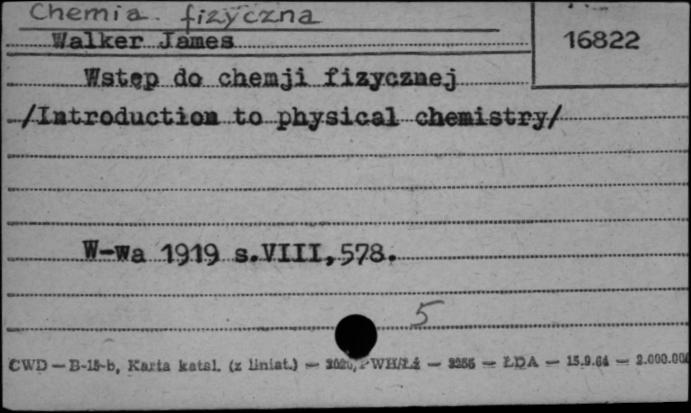 Chemia fizyczna
Walker James
16822
Wstęp do chemji fizycznej
/Introduction to physical chemistry/
W-wa 1919 s.VIII,578.
5
CWD — B-15-b, Karta katal. (z liniat.) — WH/Łź — 3255 — ŁDA — 15.9.64 — 2.000.000